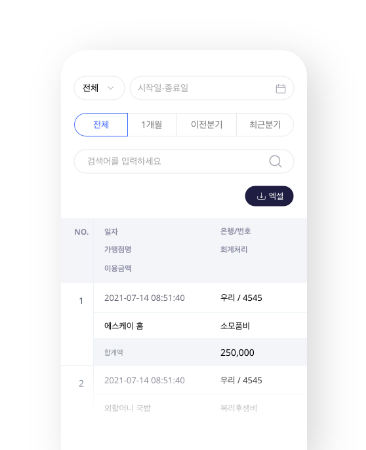 전체 시작일-종료일
전체 1개월 이전분기 최근분기
검색어를 입력하세요
엑셀
NO. 일자 은행/번호
가맹점명 회계처리
이용금액
1 2021-07-14 08:51:40 우리 / 4545
에스케이 홈 소모품비
합계액 250,000
2 2021-07-14 08:51:40 우리 / 4545
외할머니 국밥 복리후생비